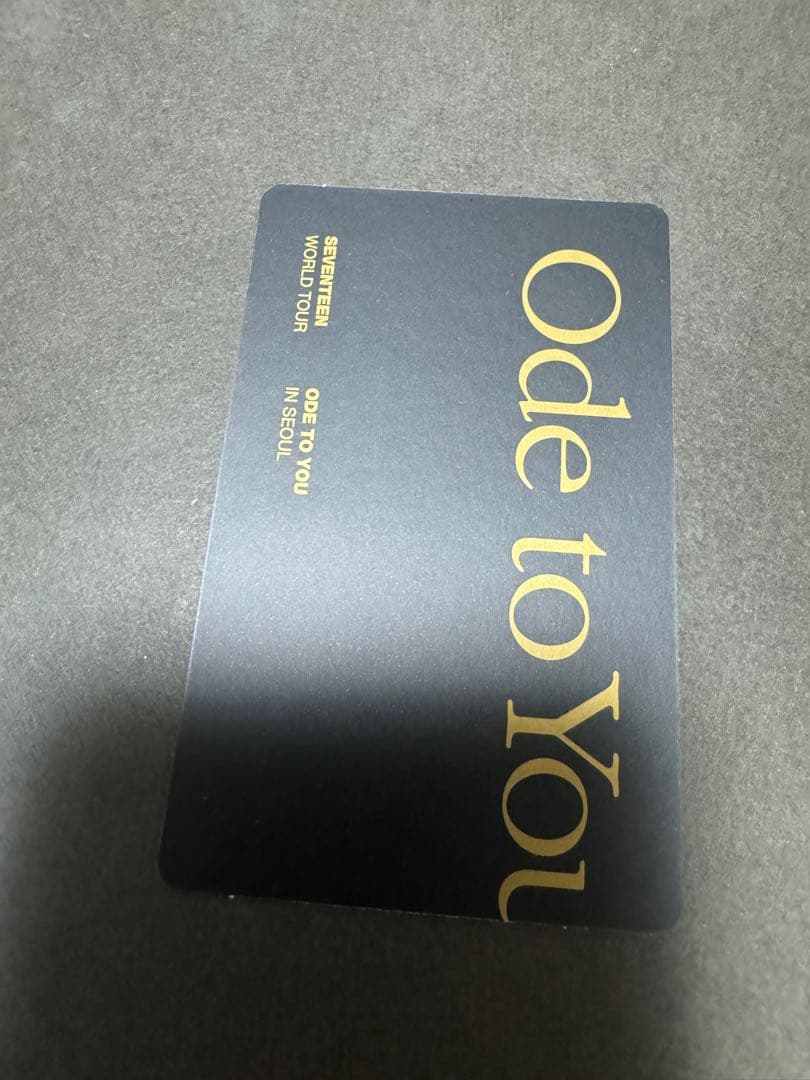 Ode to You
SEVENTEEN
WORLD TOUR
ODE TO YOU
IN SEOUL